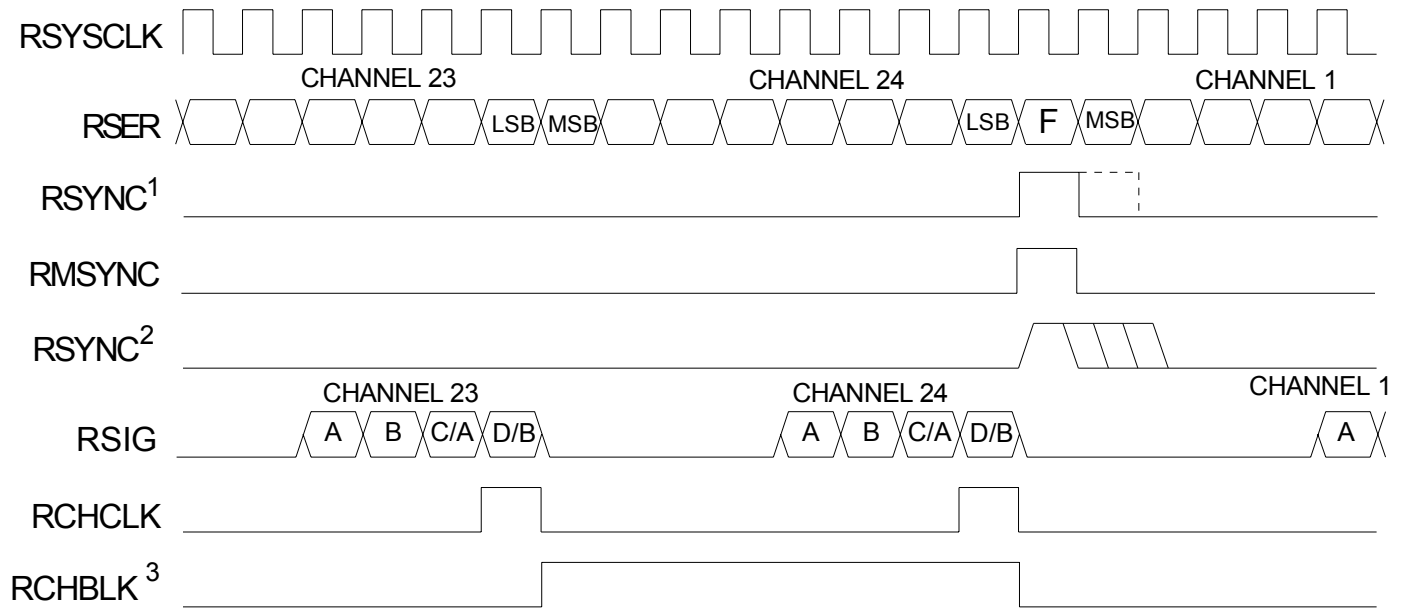 RSYSCLK
CHANNEL 23 CHANNEL 24 CHANNEL 1
RSER LSB MSB LSB F MSB
RSYNC1
RMSYNC
RSYNC2
CHANNEL 23 CHANNEL 24 CHANNEL 1
RSIG A B C/A D/B A B C/A D/B A
RCHCLK
RCHBLK 3